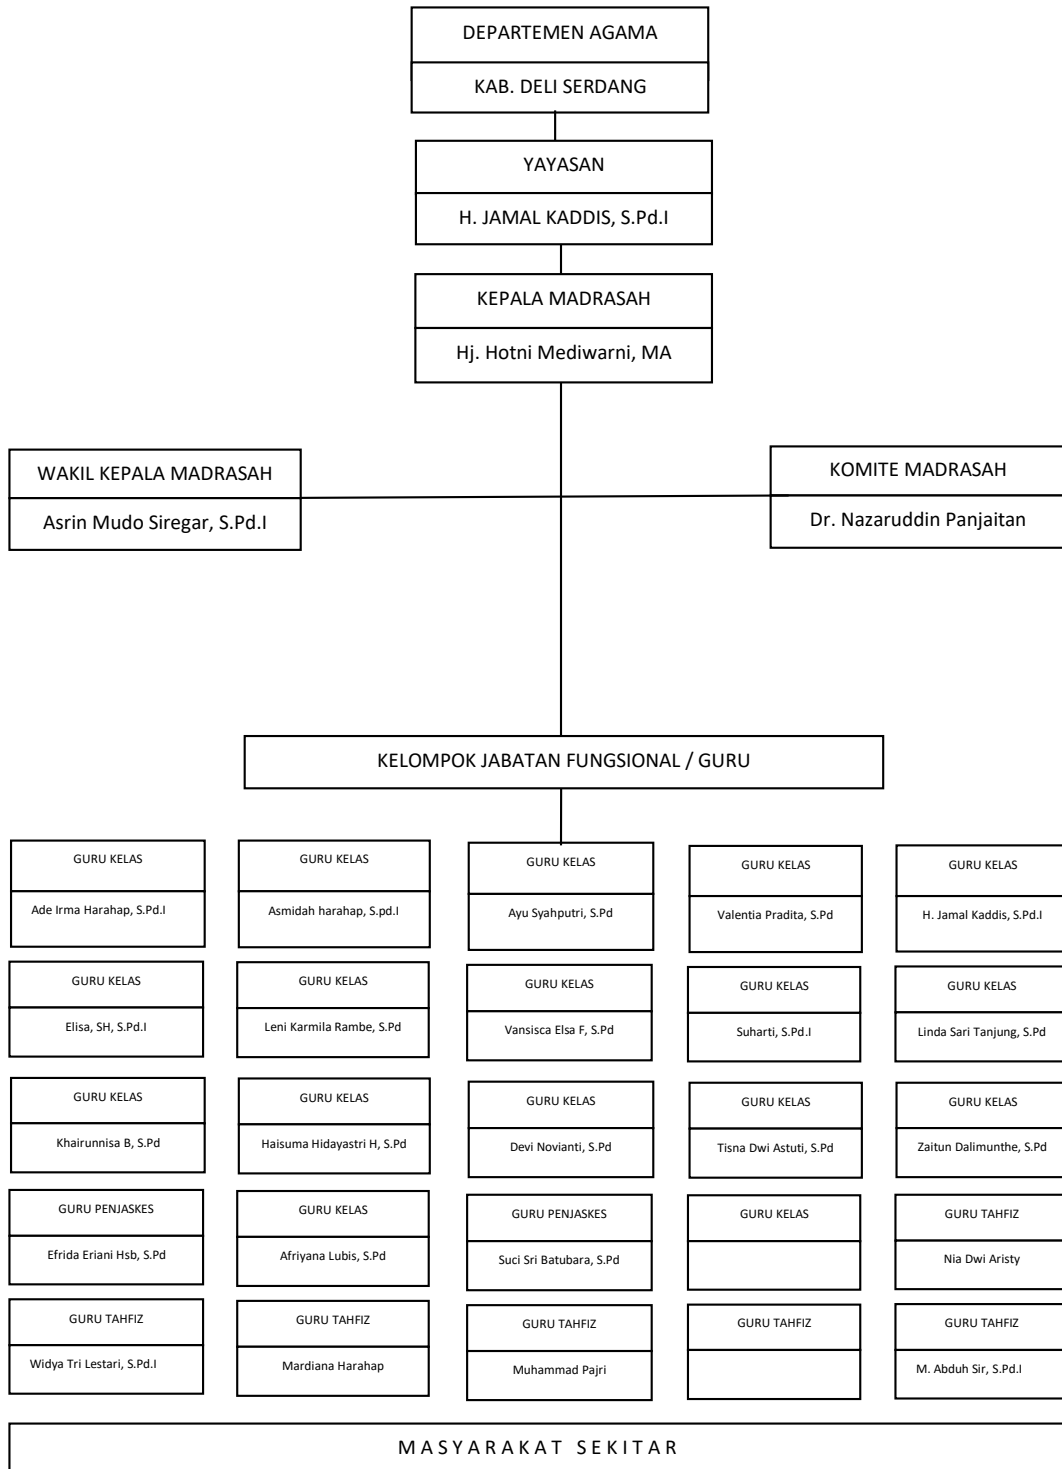 DEPARTEMEN AGAMA
KAB. DELI SERDANG
YAYASAN
H. JAMAL KADDIS, S.Pd.I
KEPALA MADRASAH
Hj. Hotni Mediwarni, MA
WAKIL KEPALA MADRASAH
Asrin Mudo Siregar, S.Pd.I
KOMITE MADRASAH
Dr. Nazaruddin Panjaitan
KELOMPOK JABATAN FUNGSIONAL / GURU
GURU KELAS
Ade Irma Harahap, S.Pd.I
GURU KELAS
Asmidah harahap, S.pd.I
GURU KELAS
Ayu Syahputri, S.Pd
GURU KELAS
Valentia Pradita, S.Pd
GURU KELAS
H. Jamal Kaddis, S.Pd.I
GURU KELAS
Elisa, SH, S.Pd.I
GURU KELAS
Leni Karmila Rambe, S.Pd
GURU KELAS
Vansisca Elsa F, S.Pd
GURU KELAS
Suharti, S.Pd.I
GURU KELAS
Linda Sari Tanjung, S.Pd
GURU KELAS
Khairunnisa B, S.Pd
GURU KELAS
Haisuma Hidayastri H, S.Pd
GURU KELAS
Devi Novianti, S.Pd
GURU KELAS
Tisna Dwi Astuti, S.Pd
GURU KELAS
Zaitun Dalimunthe, S.Pd
GURU PENJASKES
Efrida Eriani Hsb, S.Pd
GURU KELAS
Afriyana Lubis, S.Pd
GURU PENJASKES
Suci Sri Batubara, S.Pd
GURU KELAS
GURU TAHFIZ
Nia Dwi Aristy
GURU TAHFIZ
Widya Tri Lestari, S.Pd.I
GURU TAHFIZ
Mardiana Harahap
GURU TAHFIZ
Muhammad Pajri
GURU TAHFIZ
GURU TAHFIZ
M. Abduh Sir, S.Pd.I
MASYARAKAT SEKITAR